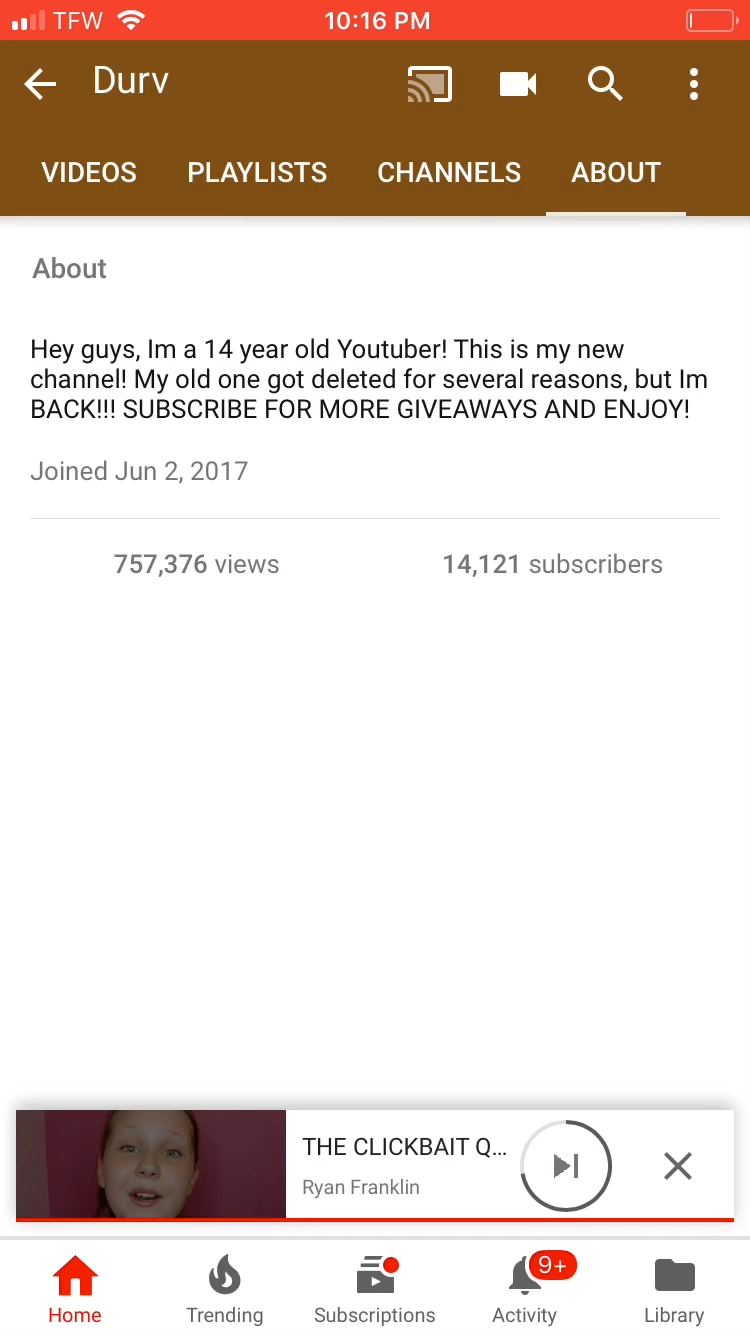 TFW 10:16 PM
Durv
VIDEOS PLAYLISTS CHANNELS ABOUT
About
Hey guys, Im a 14 year old Youtuber! This is my new
channel! My old one got deleted for several reasons, but Im
BACK!!! SUBSCRIBE FOR MORE GIVEAWAYS AND ENJOY!
Joined Jun 2, 2017
757,376 views 14,121 subscribers
THE CLICKBAIT Q...
Ryan Franklin
9+
Home Trending Subscriptions Activity Library